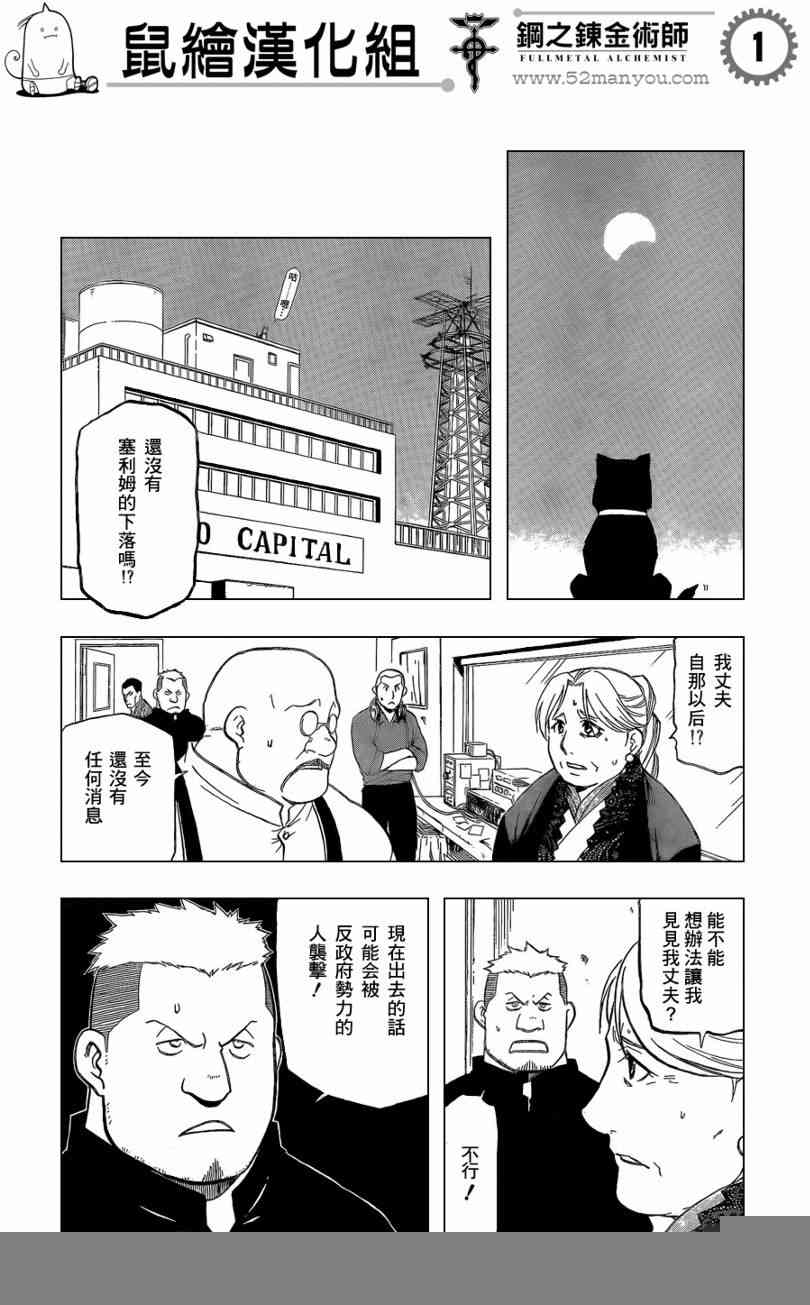 鼠繪漢化組
鋼之鍊金術師
FULLMETAL ALCHEMIST
www.52manyou.com
1
咕……嗯…
還沒有
塞利姆的下落嗎!?
O CAPITAL
我丈夫
自那以后!?
至今
還沒有
任何消息
能不能
想辦法讓我
見見我丈夫？
不行！
現在出去的話
可能会被
反政府勢力的
人襲擊！